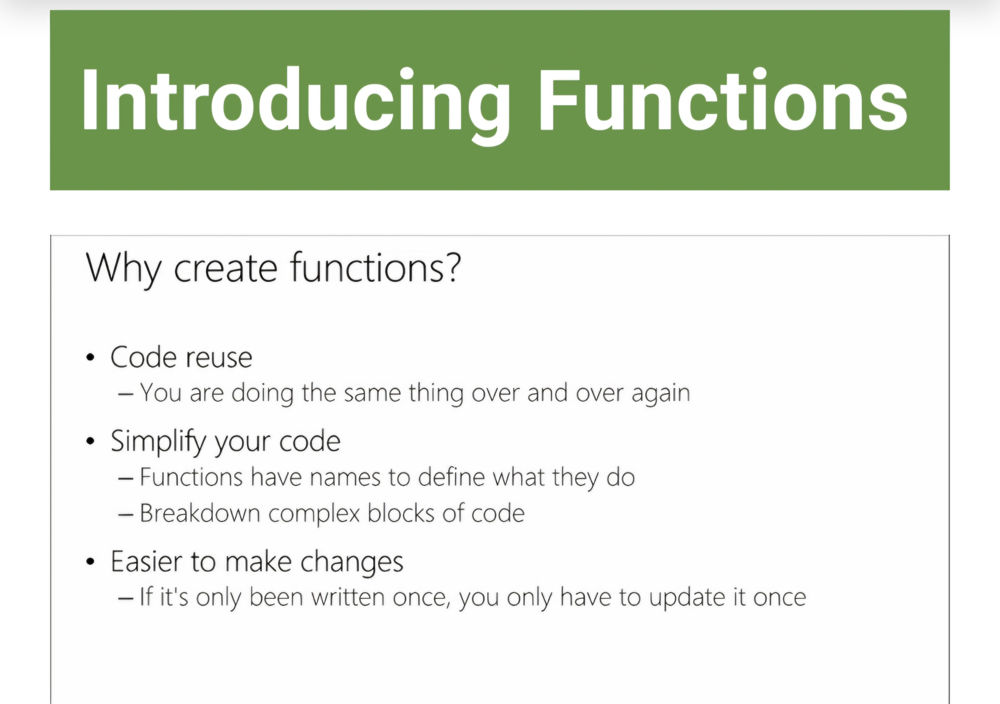 Introducing Functions
Why create functions?
• Code reuse
– You are doing the same thing over and over again
• Simplify your code
– Functions have names to define what they do
– Breakdown complex blocks of code
• Easier to make changes
– If it's only been written once, you only have to update it once